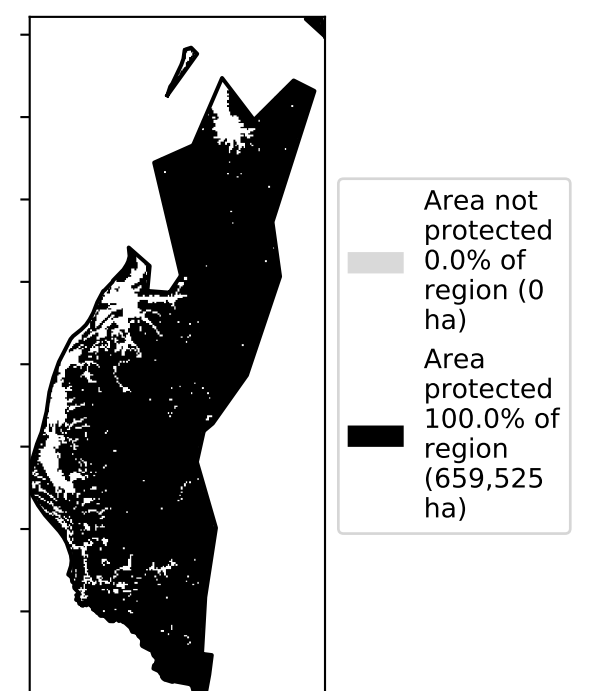 Area not
protected
0.0% of
region (0
ha)
Area
protected
100.0% of
region
(659,525
ha)